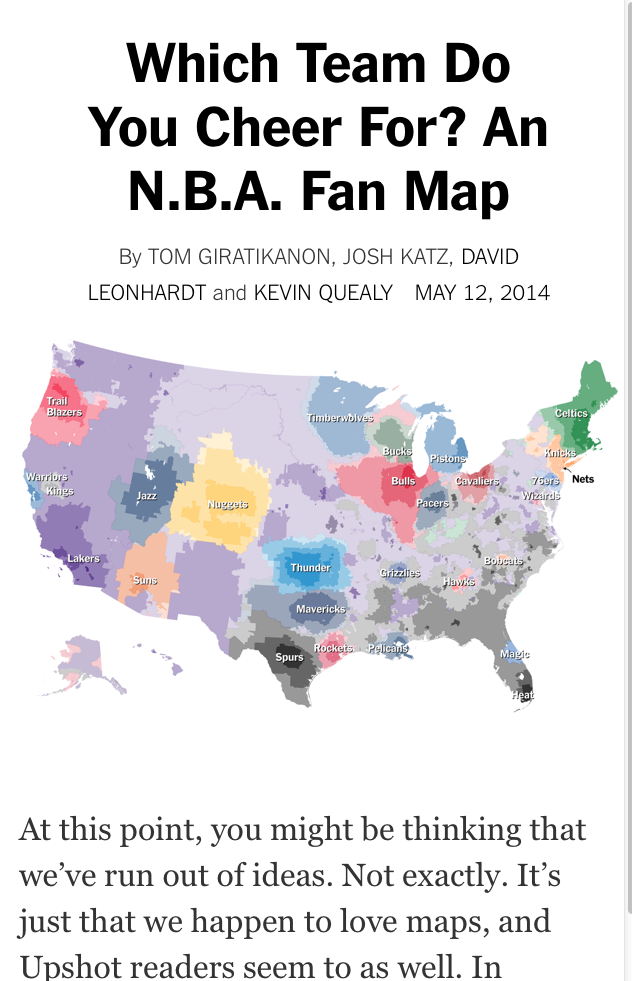 Which Team Do
You Cheer For? An
N.B.A. Fan Map
By TOM GIRATIKANON, JOSH KATZ, DAVID
LEONHARDT and KEVIN QUEALY MAY 12, 2014
Trail
Blazers
Timberwolves
Celtics
Bucks
Pistons
Knicks
Warriors
Kings
Jazz
Nuggets
Bulls
Cavaliers
Pacers
76ers
Nets
Wizards
Lakers
Suns
Thunder
Grizzlies
Bobcats
Hawks
Mavericks
Spurs
Rockets
Pelicans
Magic
Heat
At this point, you might be thinking that
we’ve run out of ideas. Not exactly. It’s
just that we happen to love maps, and
Upshot readers seem to as well. In